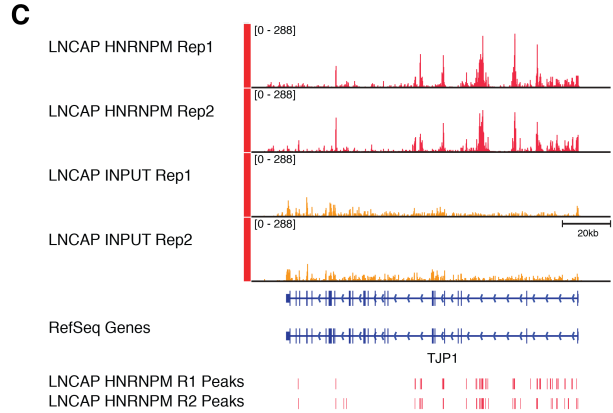 C
[0 - 288]
LNCAP HNRNPM Rep1
[0 - 288]
LNCAP HNRNPM Rep2
[0 - 288]
LNCAP INPUT Rep1
[0 - 288]
20kb
LNCAP INPUT Rep2
RefSeq Genes
TJP1
LNCAP HNRNPM R1 Peaks
LNCAP HNRNPM R2 Peaks